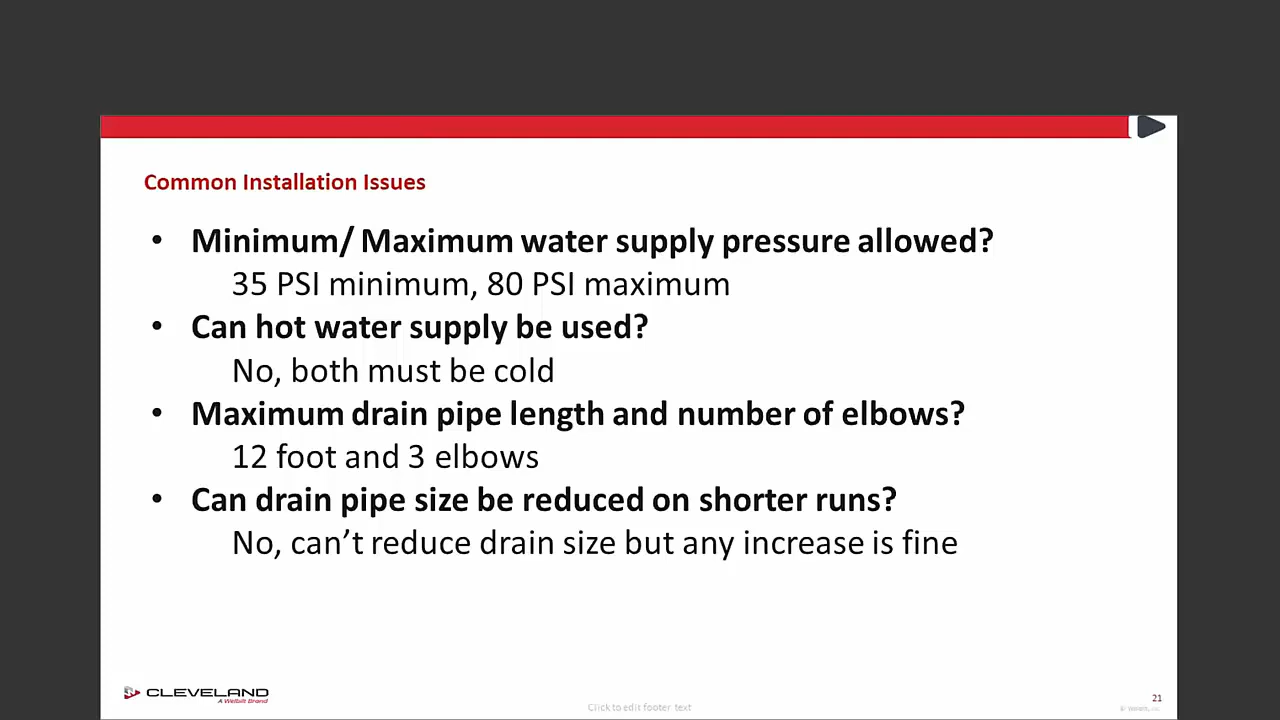 Common Installation Issues
• Minimum/ Maximum water supply pressure allowed?
35 PSI minimum, 80 PSI maximum
• Can hot water supply be used?
No, both must be cold
• Maximum drain pipe length and number of elbows?
12 foot and 3 elbows
• Can drain pipe size be reduced on shorter runs?
No, can’t reduce drain size but any increase is fine
CLEVELAND
A Welbilt Brand
Click to edit footer text
21